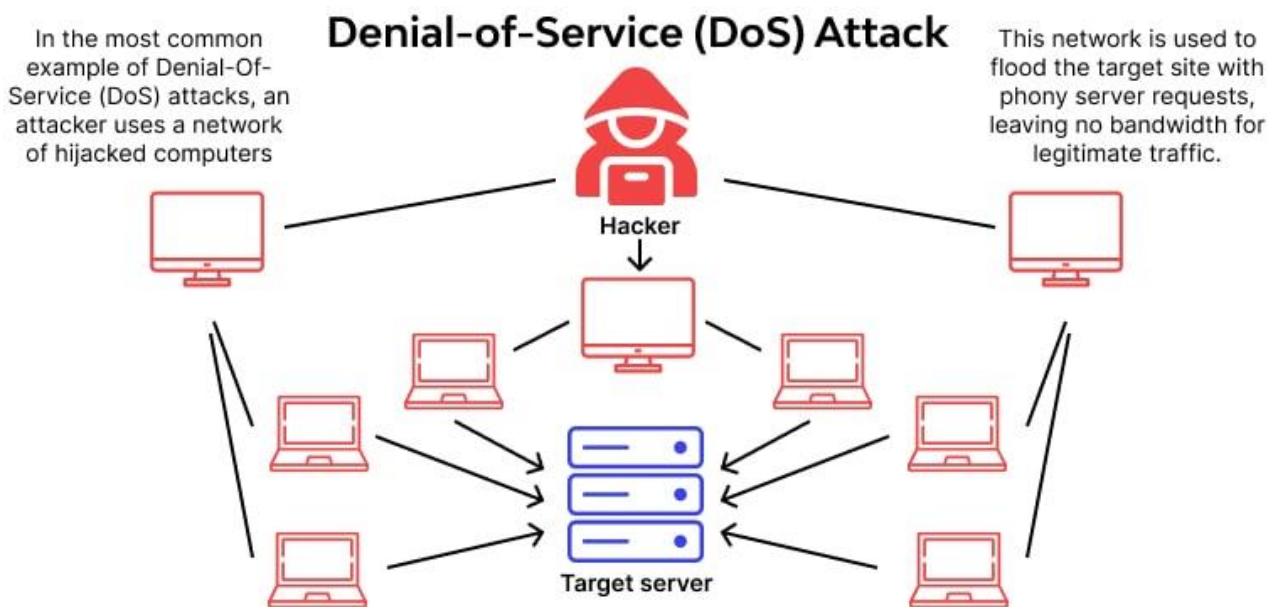 Denial-of-Service (DoS) Attack
In the most common
example of Denial-Of-
Service (DoS) attacks, an
attacker uses a network
of hijacked computers
This network is used to
flood the target site with
phony server requests,
leaving no bandwidth for
legitimate traffic.
Hacker
Target server